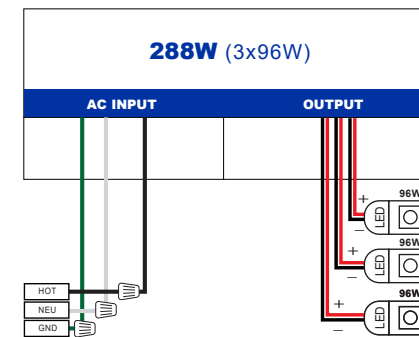 288W (3x96W)
AC INPUT
OUTPUT
96W
+
LED
–
96W
+
LED
–
96W
+
LED
–
HOT
NEU
GND